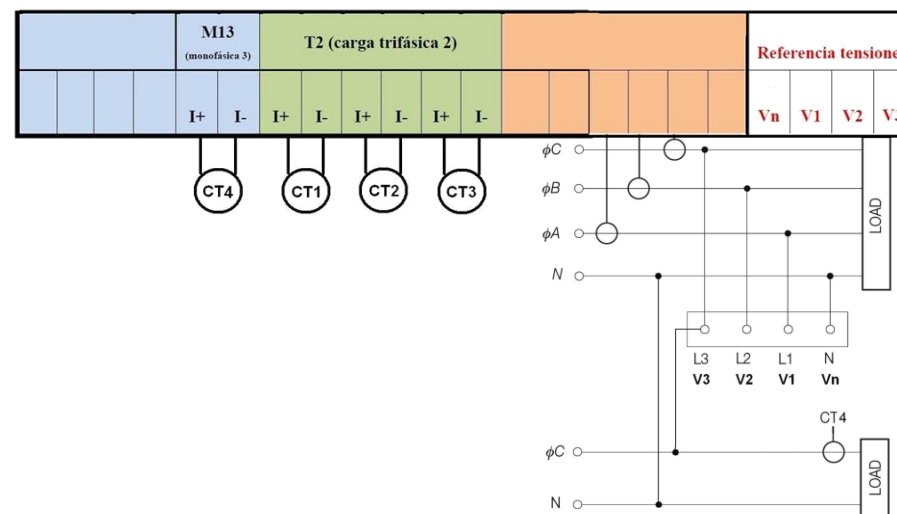 M13
(monofásica 3)
T2 (carga trifásica 2)
Referencia tensione
I+ I- I+ I- I+ I- I+ I- Vn V1 V2 V3
CT4 CT1 CT2 CT3
ϕC
ϕB
ϕA
N
LOAD
L3 L2 L1 N
V3 V2 V1 Vn
CT4
ϕC
N
LOAD